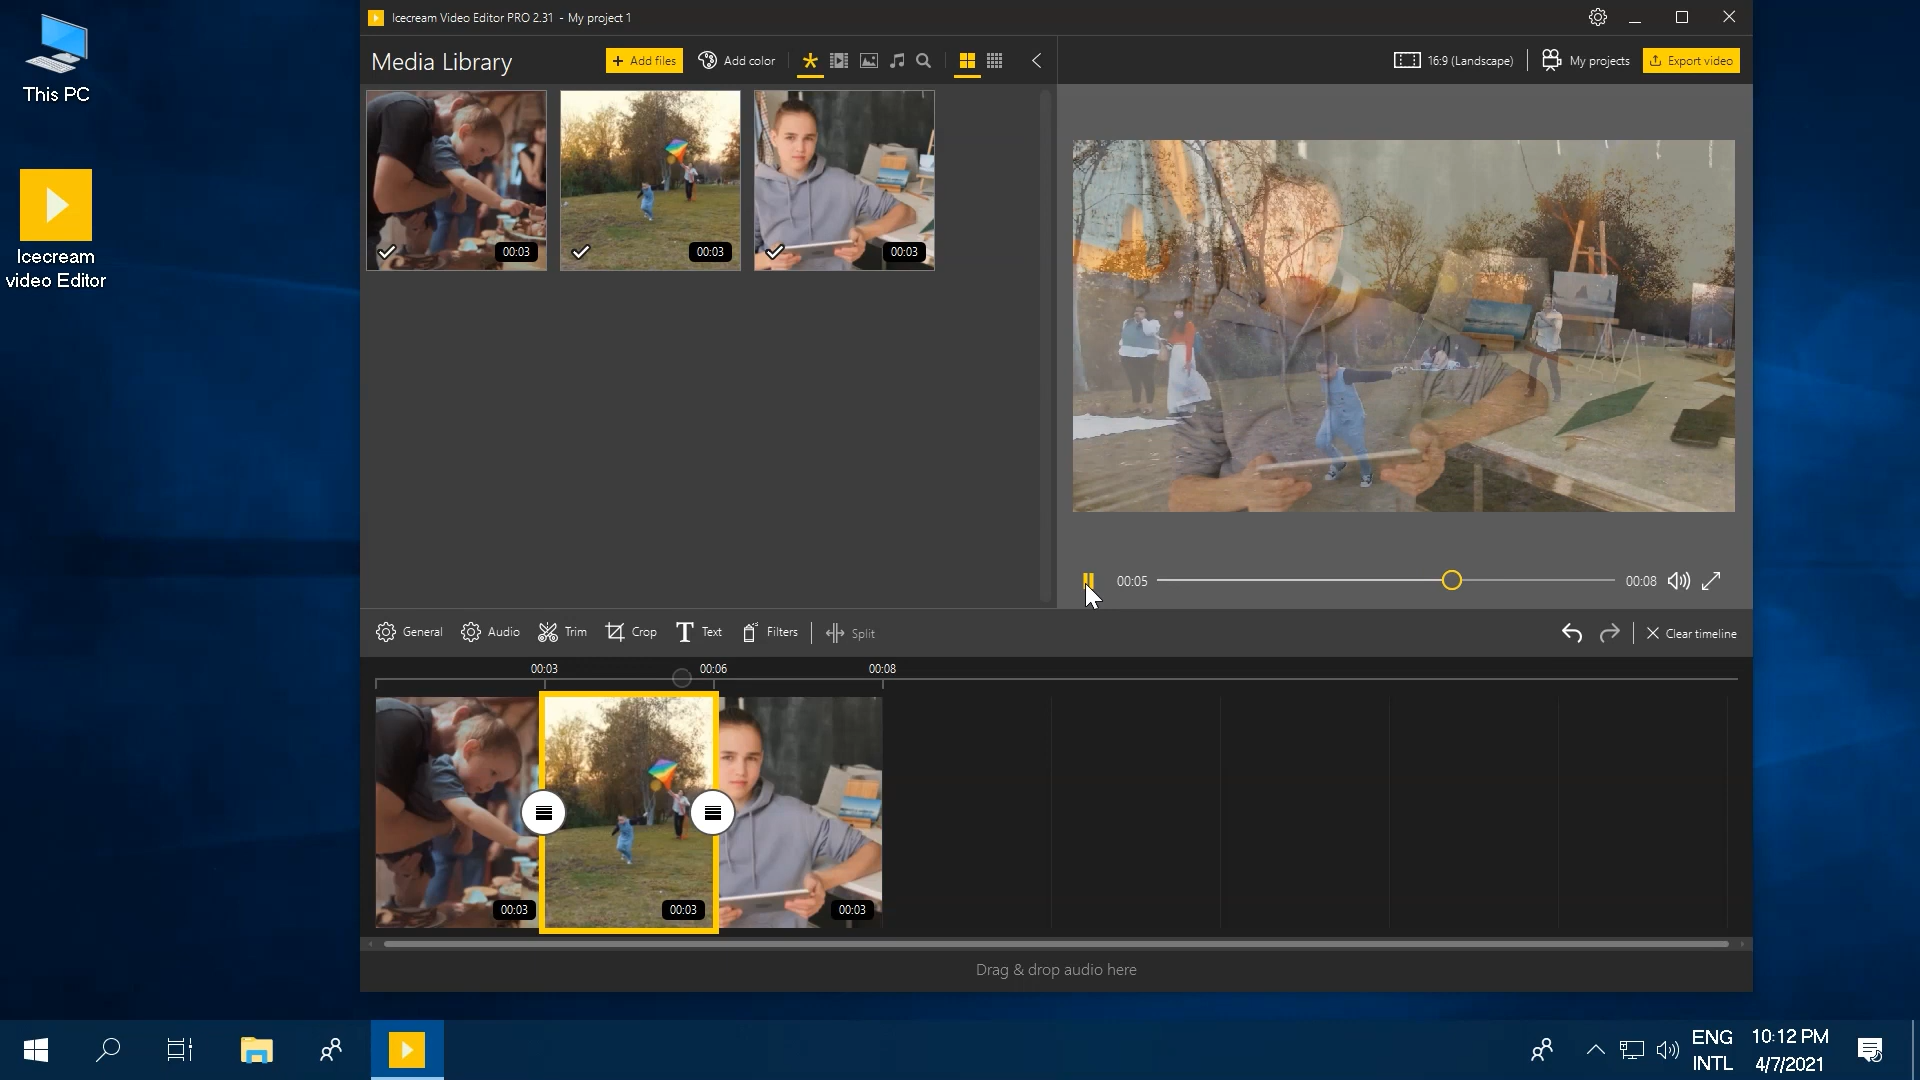 This PC
Icecream
video Editor
Icecream Video Editor PRO 2.31 - My project 1
Media Library
Add files
Add color
16:9 (Landscape)
My projects
Export video
00:03
00:03
00:03
00:05
00:08
General
Audio
Trim
Crop
Text
Filters
Split
Clear timeline
00:03
00:06
00:08
00:03
00:03
00:03
Drag & drop audio here
ENG
INTL
10:12 PM
4/7/2021